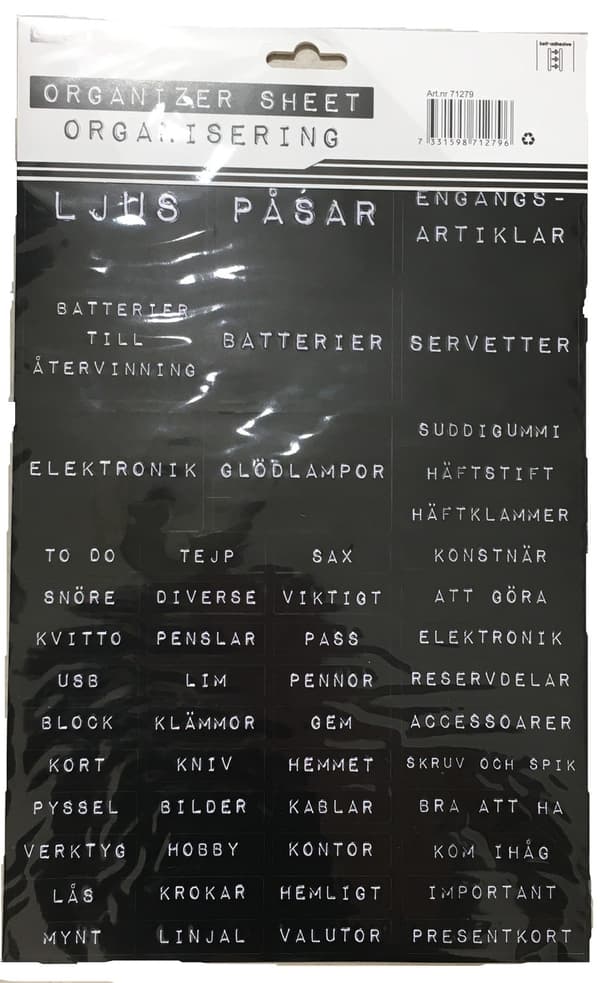 self-adhesive
ORGANIZER SHEET
ORGANISERING
Art.nr 71279
7 331598 712796
LJUS PÅSAR ENGÅNGS-
ARTIKLAR
BATTERIER
TILL
ÅTERVINNING
BATTERIER SERVETTER
SUDDIGUMMI
ELEKTRONIK GLÖDLAMPOR HÄFTSTIFT
HÄFTKLAMMER
TO DO TEJP SAX KONSTNÄR
SNÖRE DIVERSE VIKTIGT ATT GÖRA
KVITTO PENSLAR PASS ELEKTRONIK
USB LIM PENNOR RESERVDELAR
BLOCK KLÄMMOR GEM ACCESSOARER
KORT KNIV HEMMET SKRUV OCH SPIK
PYSSEL BILDER KABLAR BRA ATT HA
VERKTYG HOBBY KONTOR KOM IHÅG
LÅS KROKAR HEMLIGT IMPORTANT
MYNT LINJAL VALUTOR PRESENTKORT